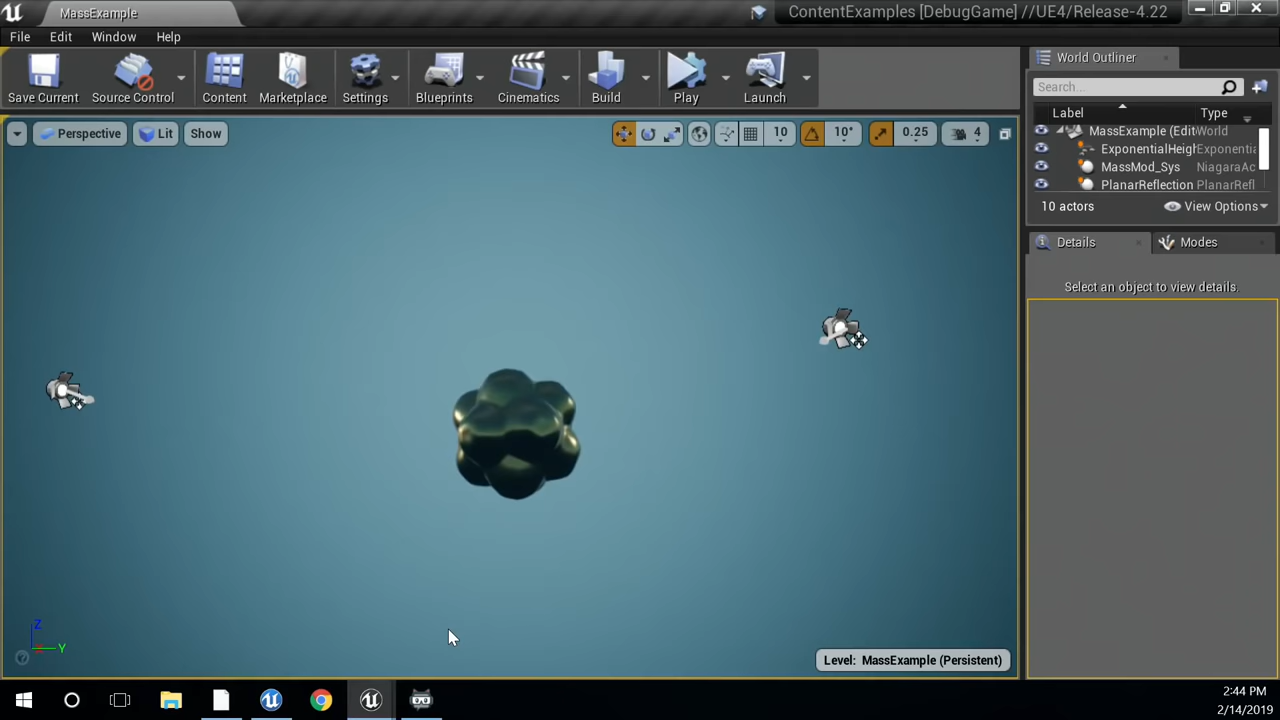 MassExample
ContentExamples [DebugGame] //UE4/Release-4.22
File Edit Window Help
Save Current Source Control Content Marketplace Settings Blueprints Cinematics Build Play Launch
World Outliner
Search...
Label Type
MassExample (Edit World
ExponentialHeigh Exponentia
MassMod_Sys NiagaraAc
PlanarReflection PlanarRefl
10 actors View Options
Details Modes
Select an object to view details.
Perspective Lit Show 10 10° 0.25 4
Z
Y
Level: MassExample (Persistent)
2:44 PM
2/14/2019